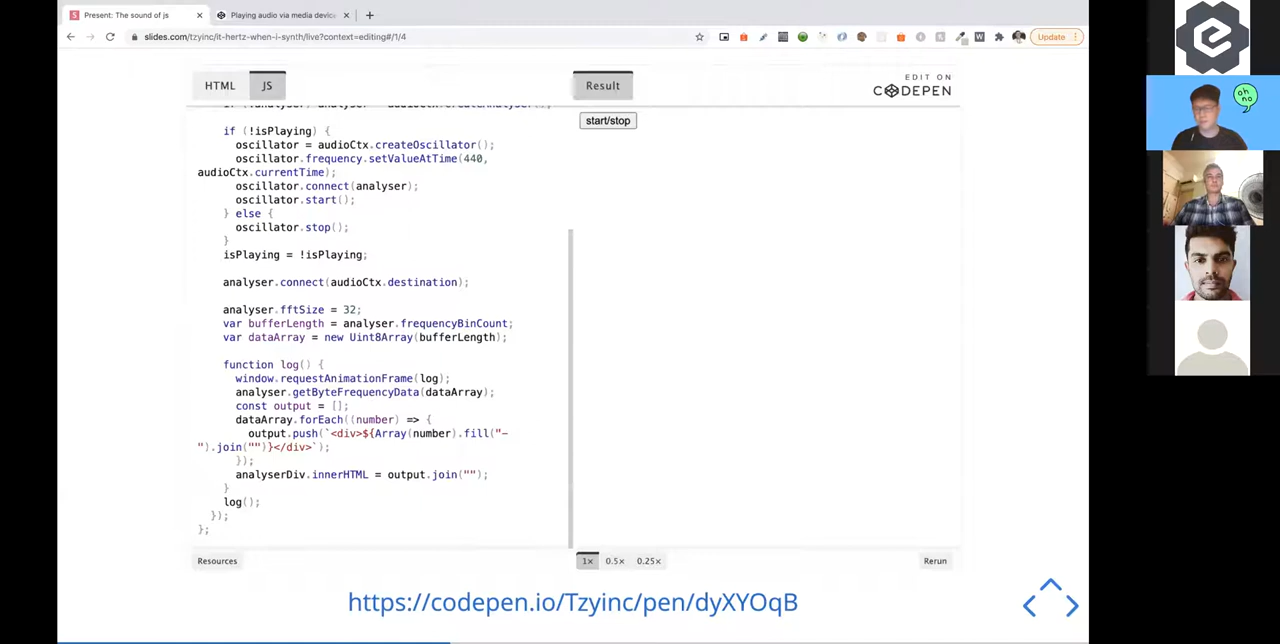 Present: The sound of js
Playing audio via media device
slides.com/tzyinc/it-hertz-when-i-synth/live?context=editing#/1/4
Update
HTML
JS
Result
EDIT ON
CODEPEN
start/stop
if (!isPlaying) {
oscillator = audioCtx.createOscillator();
oscillator.frequency.setValueAtTime(440,
audioCtx.currentTime);
oscillator.connect(analyser);
oscillator.start();
} else {
oscillator.stop();
}
isPlaying = !isPlaying;
analyser.connect(audioCtx.destination);
analyser.fftSize = 32;
var bufferLength = analyser.frequencyBinCount;
var dataArray = new Uint8Array(bufferLength);
function log() {
window.requestAnimationFrame(log);
analyser.getByteFrequencyData(dataArray);
const output = [];
dataArray.forEach((number) => {
output.push(`<div>${Array(number).fill("-
").join("")}</div>`);
});
analyserDiv.innerHTML = output.join("");
}
log();
});
};
Resources
1×
0.5×
0.25×
Rerun
https://codepen.io/Tzyinc/pen/dyXYOqB
oh
no